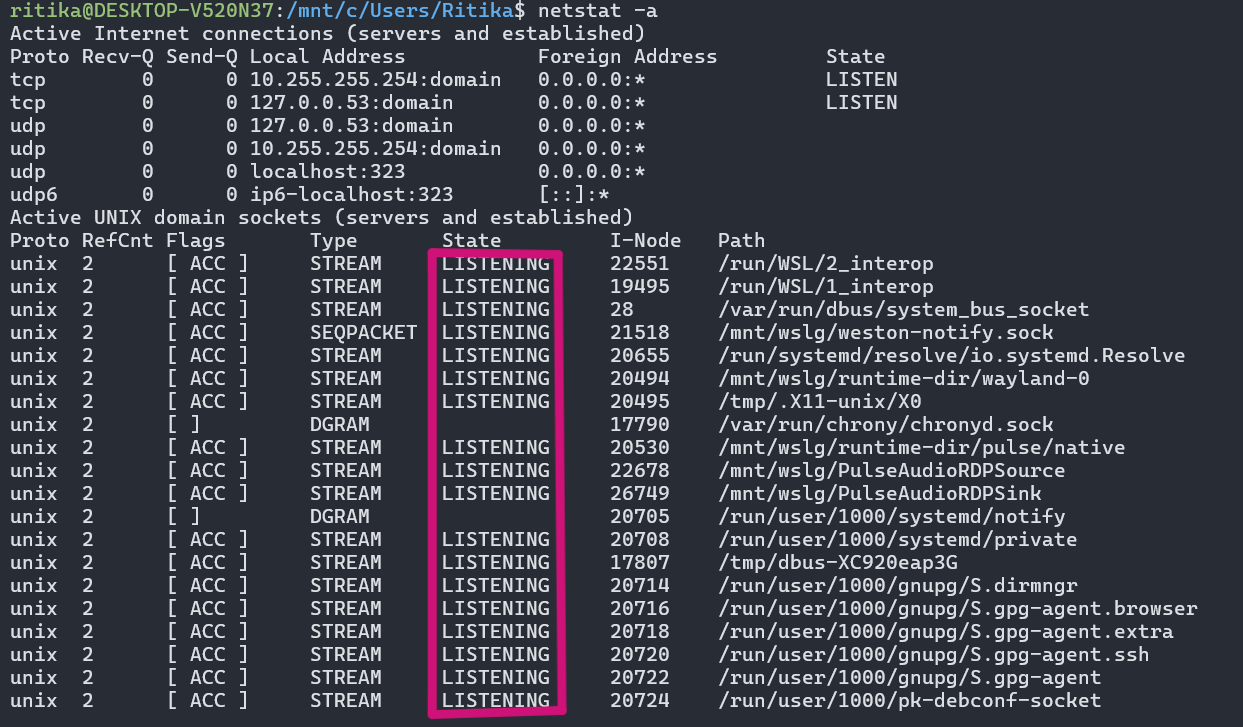 ritika@DESKTOP-V520N37:/mnt/c/Users/Ritika$ netstat -a
Active Internet connections (servers and established)
Proto Recv-Q Send-Q Local Address           Foreign Address         State
tcp        0      0 10.255.255.254:domain   0.0.0.0:*               LISTEN
tcp        0      0 127.0.0.53:domain       0.0.0.0:*               LISTEN
udp        0      0 127.0.0.53:domain       0.0.0.0:*
udp        0      0 10.255.255.254:domain   0.0.0.0:*
udp        0      0 localhost:323           0.0.0.0:*
udp6       0      0 ip6-localhost:323       [::]:*
Active UNIX domain sockets (servers and established)
Proto RefCnt Flags       Type       State         I-Node   Path
unix  2      [ ACC ]     STREAM     LISTENING     22551    /run/WSL/2_interop
unix  2      [ ACC ]     STREAM     LISTENING     19495    /run/WSL/1_interop
unix  2      [ ACC ]     STREAM     LISTENING     28       /var/run/dbus/system_bus_socket
unix  2      [ ACC ]     SEQPACKET  LISTENING     21518    /mnt/wslg/weston-notify.sock
unix  2      [ ACC ]     STREAM     LISTENING     20655    /run/systemd/resolve/io.systemd.Resolve
unix  2      [ ACC ]     STREAM     LISTENING     20494    /mnt/wslg/runtime-dir/wayland-0
unix  2      [ ACC ]     STREAM     LISTENING     20495    /tmp/.X11-unix/X0
unix  2      [ ]         DGRAM                    17790    /var/run/chrony/chronyd.sock
unix  2      [ ACC ]     STREAM     LISTENING     20530    /mnt/wslg/runtime-dir/pulse/native
unix  2      [ ACC ]     STREAM     LISTENING     22678    /mnt/wslg/PulseAudioRDPSource
unix  2      [ ACC ]     STREAM     LISTENING     26749    /mnt/wslg/PulseAudioRDPSink
unix  2      [ ]         DGRAM                    20705    /run/user/1000/systemd/notify
unix  2      [ ACC ]     STREAM     LISTENING     20708    /run/user/1000/systemd/private
unix  2      [ ACC ]     STREAM     LISTENING     17807    /tmp/dbus-XC920eap3G
unix  2      [ ACC ]     STREAM     LISTENING     20714    /run/user/1000/gnupg/S.dirmngr
unix  2      [ ACC ]     STREAM     LISTENING     20716    /run/user/1000/gnupg/S.gpg-agent.browser
unix  2      [ ACC ]     STREAM     LISTENING     20718    /run/user/1000/gnupg/S.gpg-agent.extra
unix  2      [ ACC ]     STREAM     LISTENING     20720    /run/user/1000/gnupg/S.gpg-agent.ssh
unix  2      [ ACC ]     STREAM     LISTENING     20722    /run/user/1000/gnupg/S.gpg-agent
unix  2      [ ACC ]     STREAM     LISTENING     20724    /run/user/1000/pk-debconf-socket